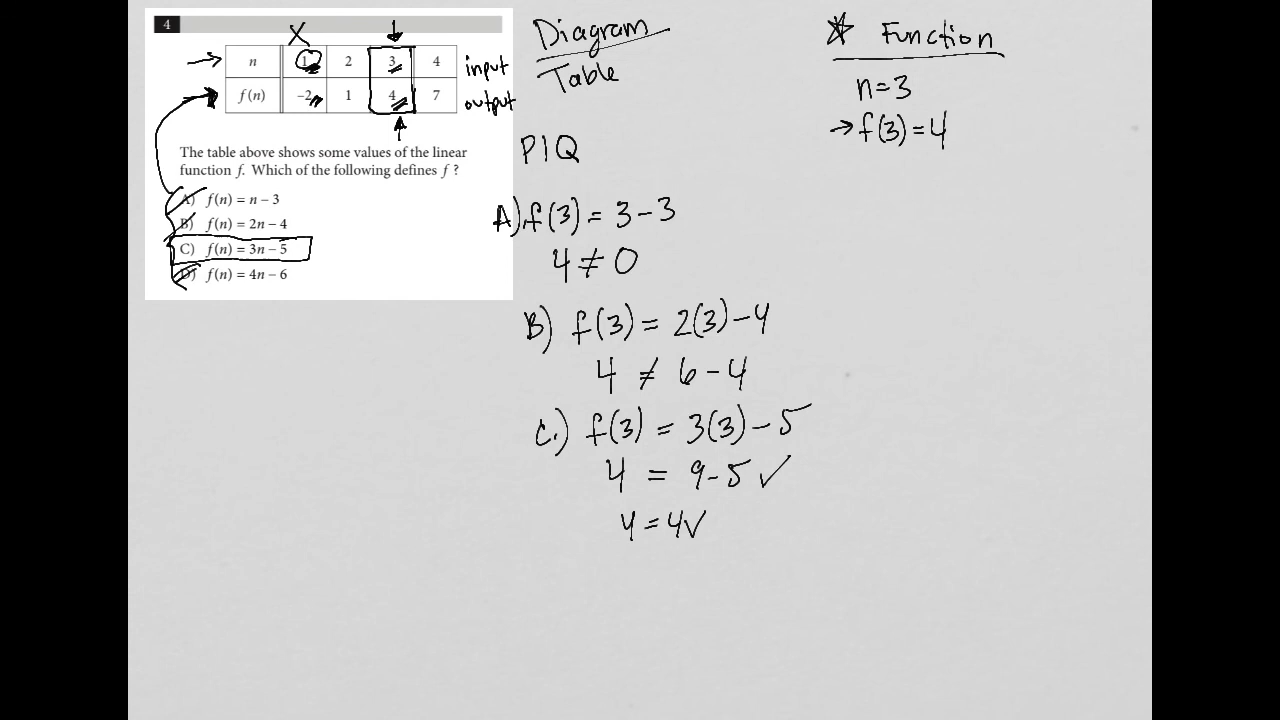 4
X
n 1 2 3 4 input
f(n) −2 1 4 7 output
The table above shows some values of the linear
function f. Which of the following defines f ?
A) f(n) = n − 3
B) f(n) = 2n − 4
C) f(n) = 3n − 5
D) f(n) = 4n − 6
Diagram
Table
PIQ
A) f(3) = 3 − 3
4 ≠ 0
B) f(3) = 2(3) − 4
4 ≠ 6 − 4
C.) f(3) = 3(3) − 5
4 = 9 − 5 ✓
4 = 4 ✓
Function
n = 3
→ f(3) = 4